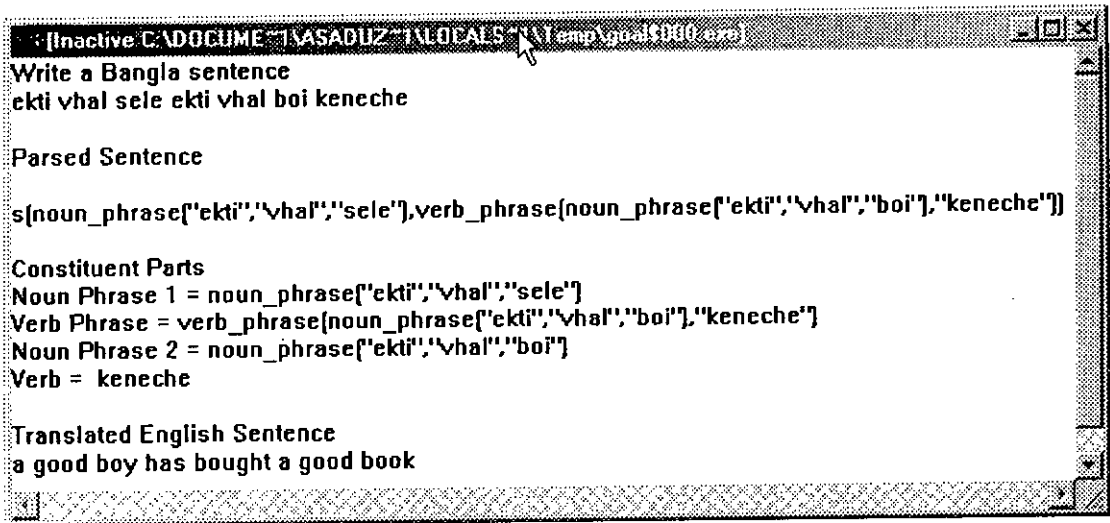 [Inactive C:\DOCUME~1\ASADUZ~1\LOCALS~1\Temp\goal$000.exe]
Write a Bangla sentence
ekti vhal sele ekti vhal boi keneche
Parsed Sentence
s(noun_phrase("ekti","vhal","sele"),verb_phrase(noun_phrase("ekti","vhal","boi"),"keneche"))
Constituent Parts
Noun Phrase 1 = noun_phrase("ekti","vhal","sele")
Verb Phrase = verb_phrase(noun_phrase("ekti","vhal","boi"),"keneche")
Noun Phrase 2 = noun_phrase("ekti","vhal","boi")
Verb = keneche
Translated English Sentence
a good boy has bought a good book